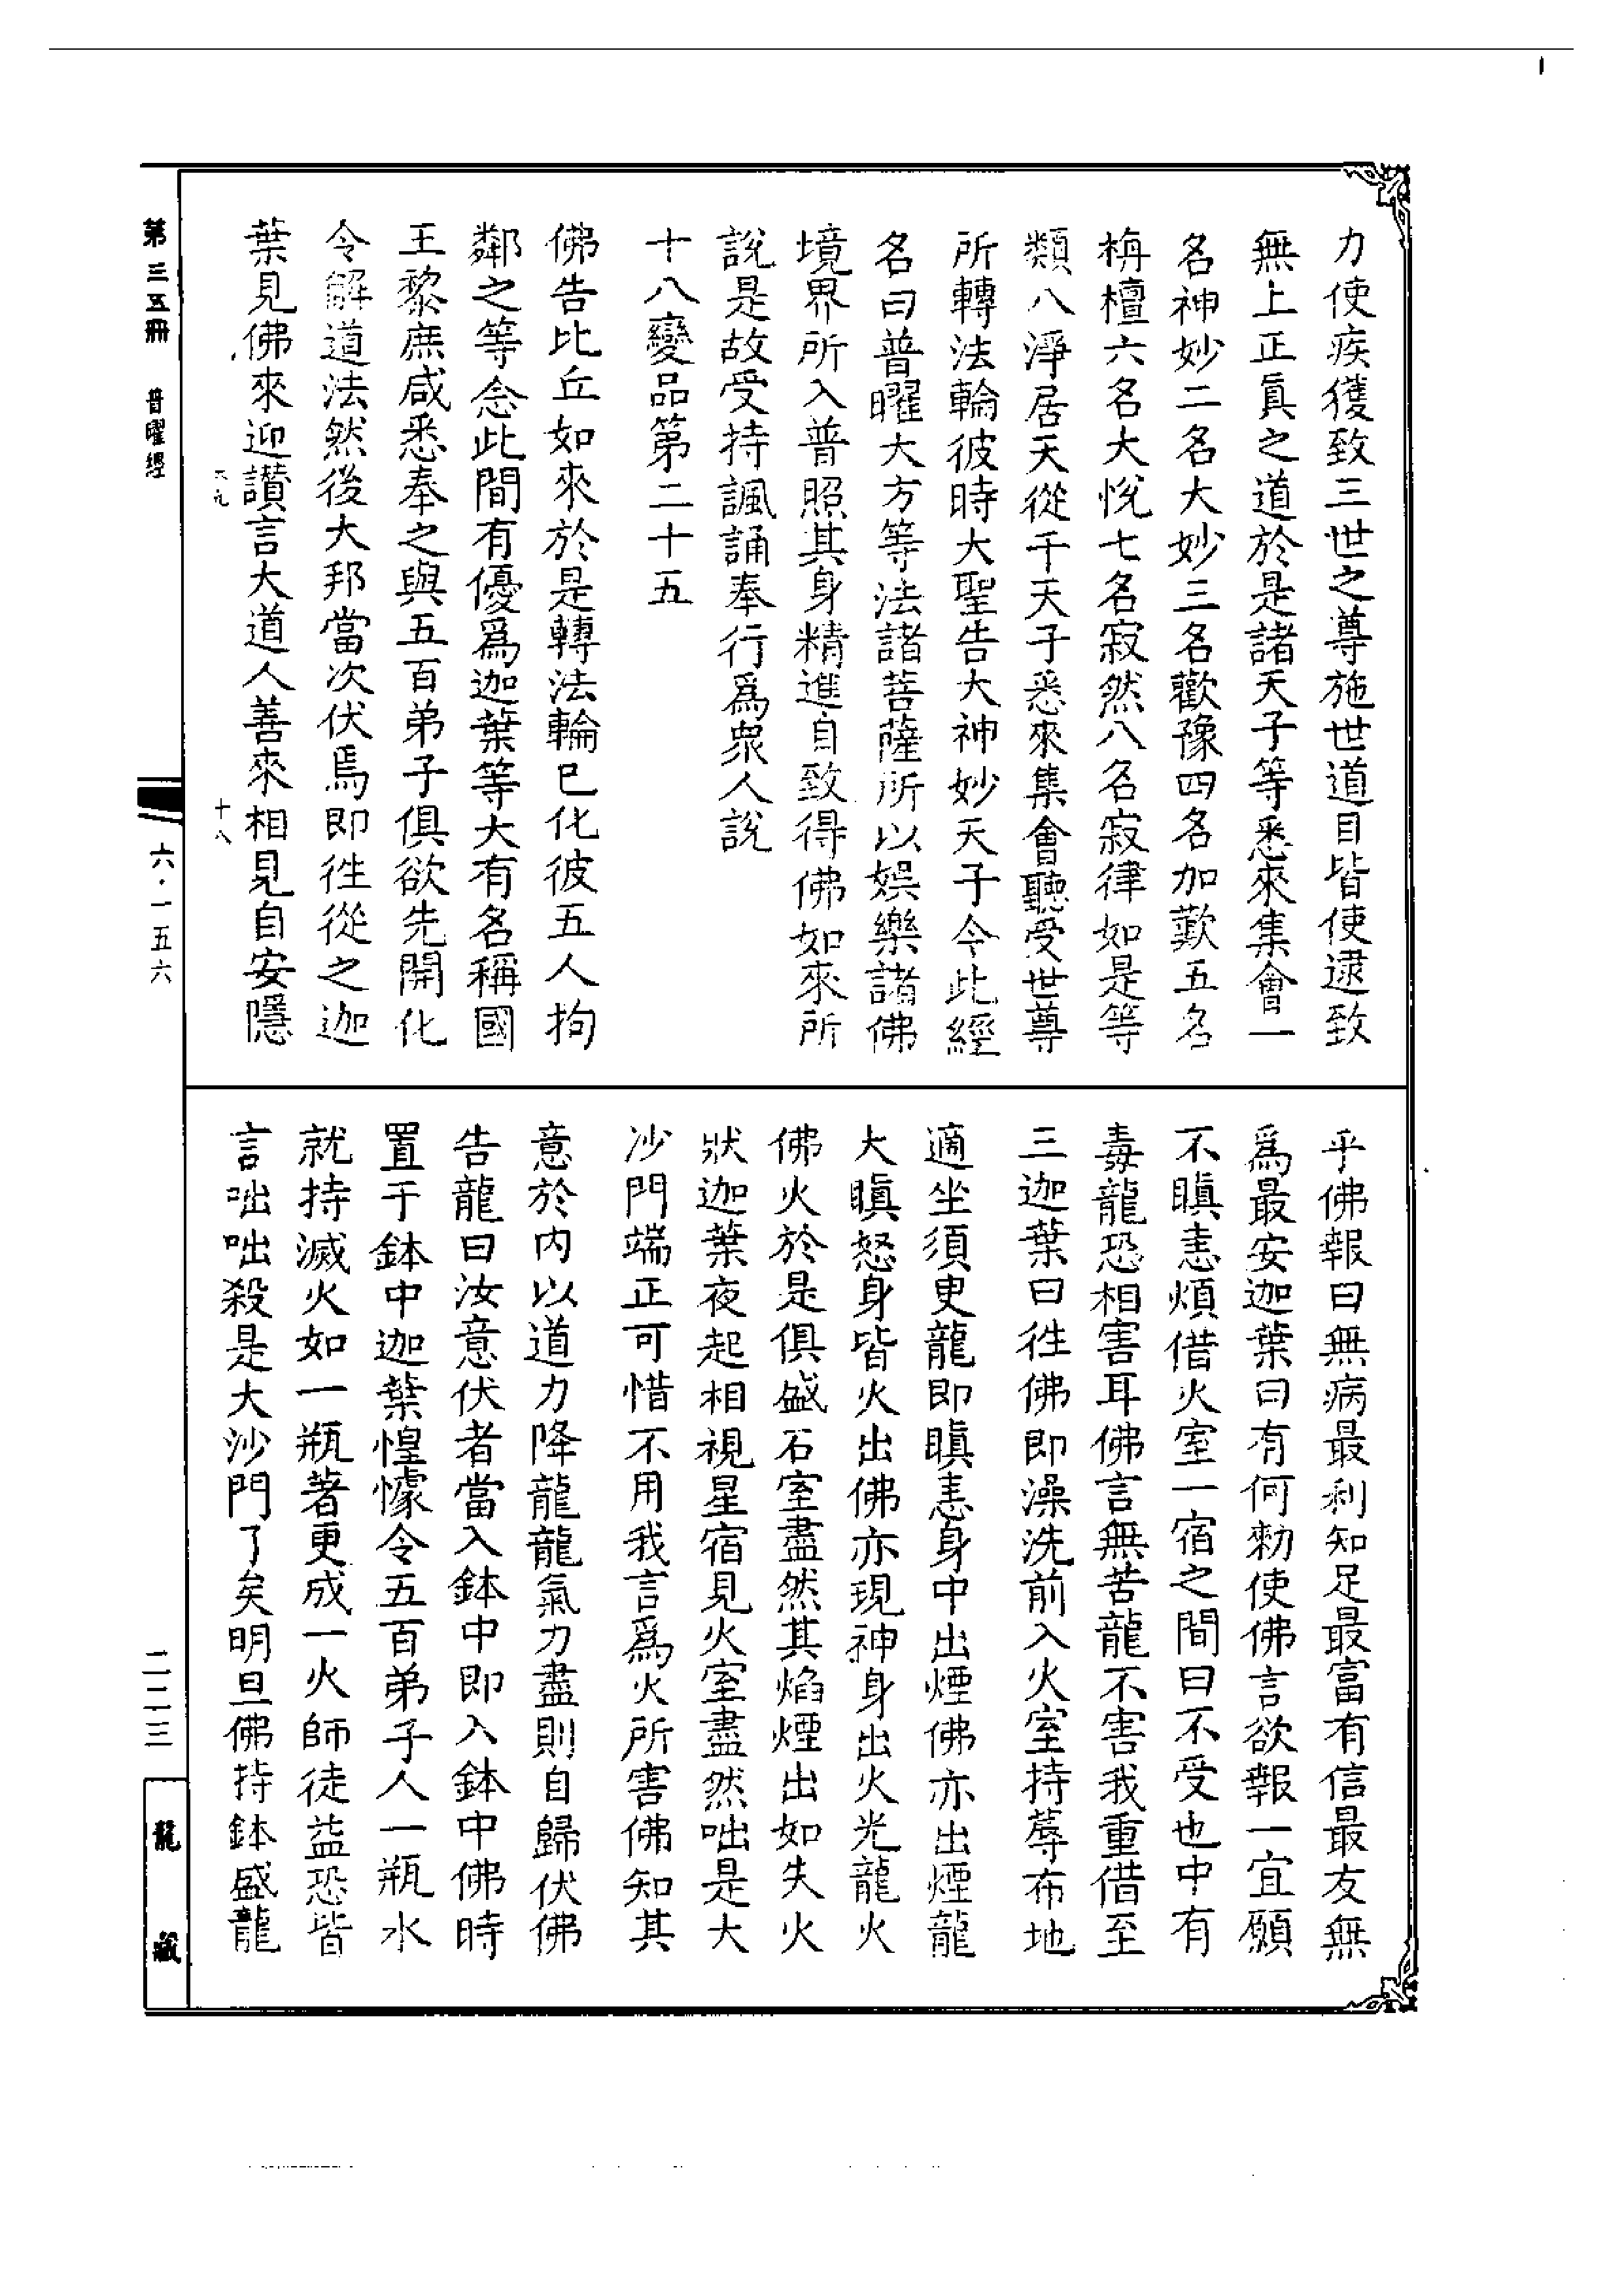 力使疾獲致三世之尊施世道目皆使逮致
無上正真之道於是諸天子等悉來集會一
名神妙二名大妙三名歡豫四名加歎五名
栴檀六名大悅七名寂然八名寂律如是等
類八淨居天從千天子悉來集會聽受世尊
所轉法輪彼時大聖告大神妙天子令此經
名曰普曜大方等法諸菩薩所以娛樂諸佛
境界所入普照其身精進自致得佛如來所
說是故受持諷誦奉行爲衆人說
十八變品第二十五
佛告比丘如來於是轉法輪已化彼五人拘
鄰之等念此間有優爲迦葉等大有名稱國
王黎庶咸悉奉之與五百弟子俱欲先開化
令解道法然後大邦當次伏焉即徃從之迦
葉見佛來迎讚言大道人善來相見自安隱
十八
乎佛報曰無病最利知足最富有信最友無
爲最安迦葉曰有何勑使佛言欲報一宜願
不瞋恚煩借火室一宿之間曰不受也中有
毒龍恐相害耳佛言無苦龍不害我重借至
三迦葉曰徃佛即澡洗前入火室持蓐布地
適坐須臾龍即瞋恚身中出煙佛亦出煙龍
大瞋怒身皆火出佛亦現神身出火光龍火
佛火於是俱盛石室盡然其焰煙出如失火
狀迦葉夜起相視星宿見火室盡然咄是大
沙門端正可惜不用我言爲火所害佛知其
意於内以道力降龍龍氣力盡則自歸伏佛
告龍曰汝意伏者當入鉢中即入鉢中佛時
置于鉢中迦葉惶懅令五百弟子人一瓶水
就持滅火如一瓶著更成一火師徒益恐皆
言咄咄殺是大沙門了矣明旦佛持鉢盛龍
第三五冊
普曜經
六·一五六
二二三
龍藏